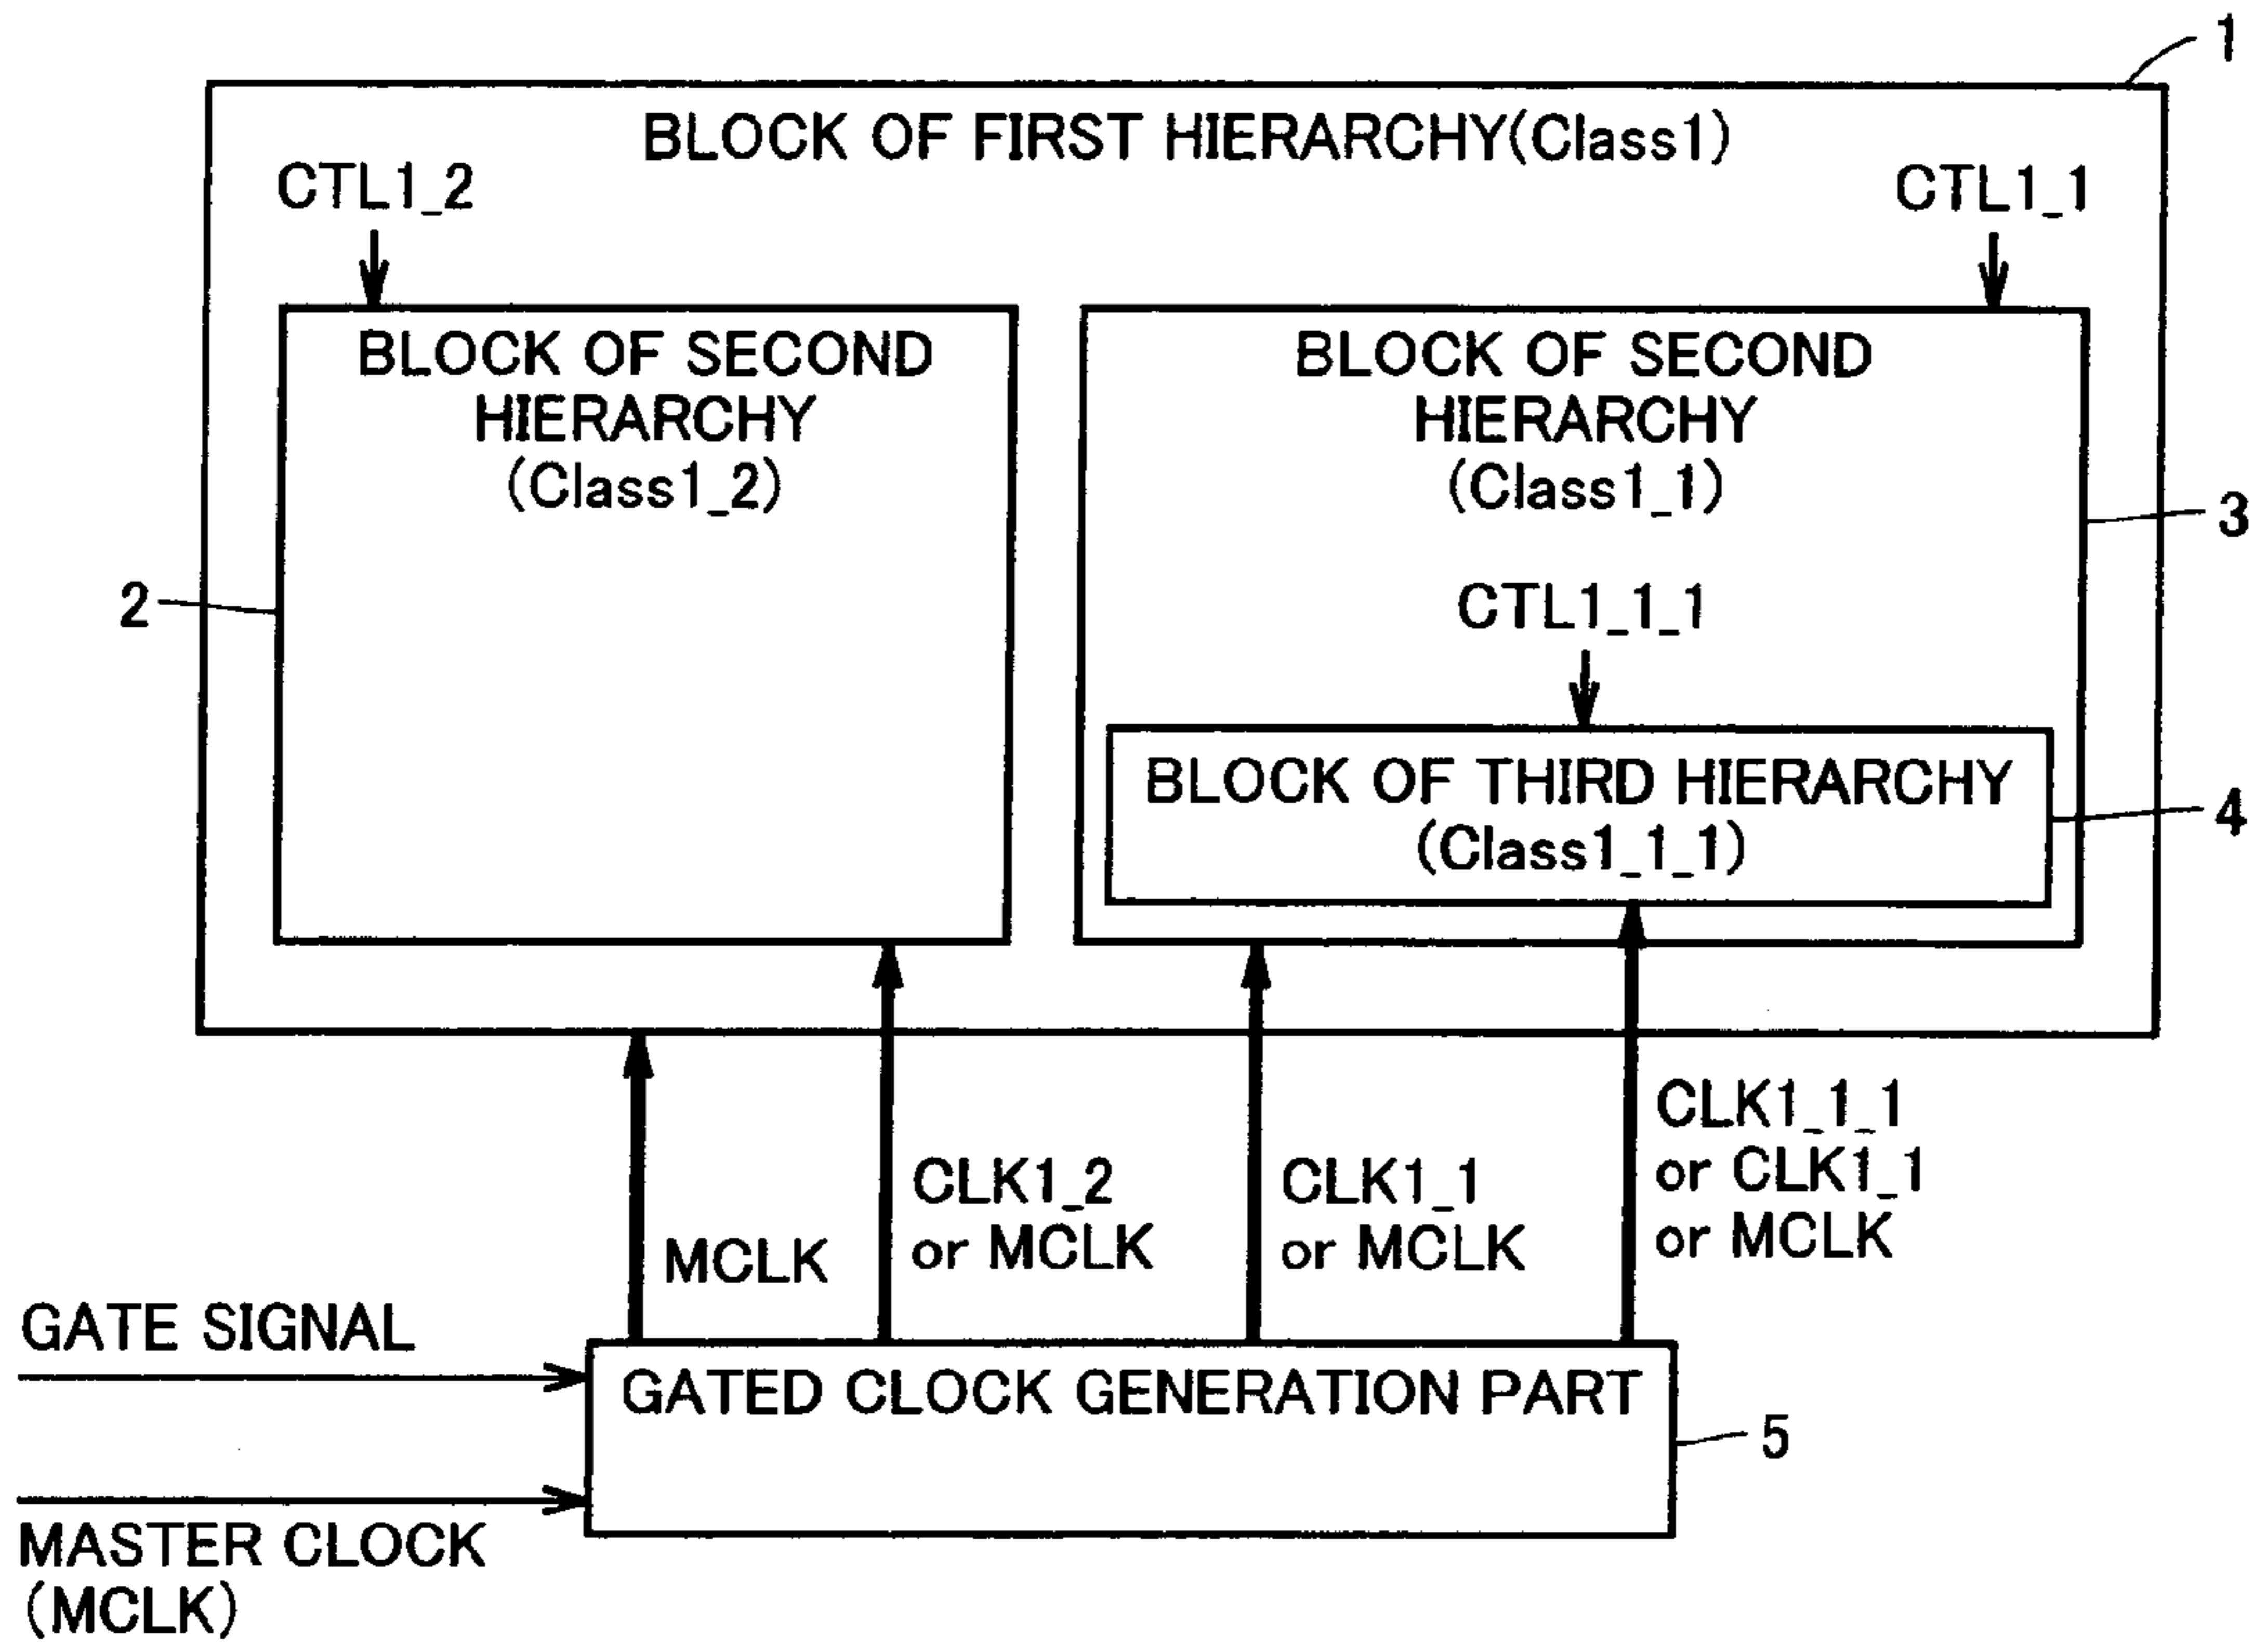 1
BLOCK OF FIRST HIERARCHY(Class1)
CTL1_2
CTL1_1
BLOCK OF SECOND
HIERARCHY
(Class1_2)
BLOCK OF SECOND
HIERARCHY
(Class1_1)
3
2
CTL1_1_1
BLOCK OF THIRD HIERARCHY
(Class1_1_1)
4
MCLK
CLK1_2
or MCLK
CLK1_1
or MCLK
CLK1_1_1
or CLK1_1
or MCLK
GATE SIGNAL
GATED CLOCK GENERATION PART
5
MASTER CLOCK
(MCLK)